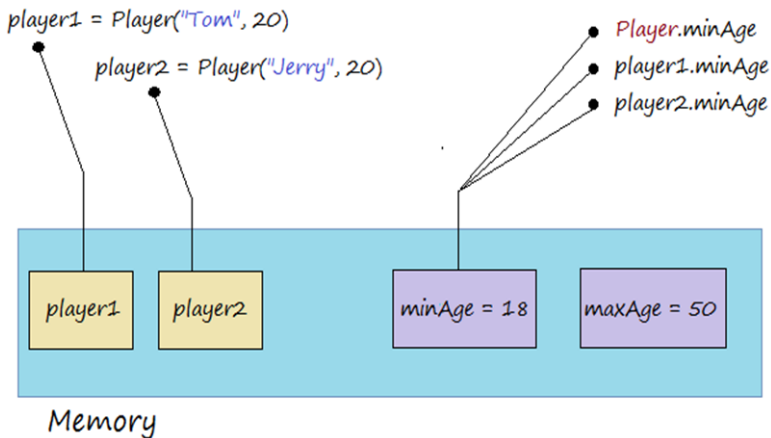 player1 = Player("Tom", 20)
player2 = Player("Jerry", 20)
Player.minAge
player1.minAge
player2.minAge
player1
player2
minAge = 18
maxAge = 50
Memory